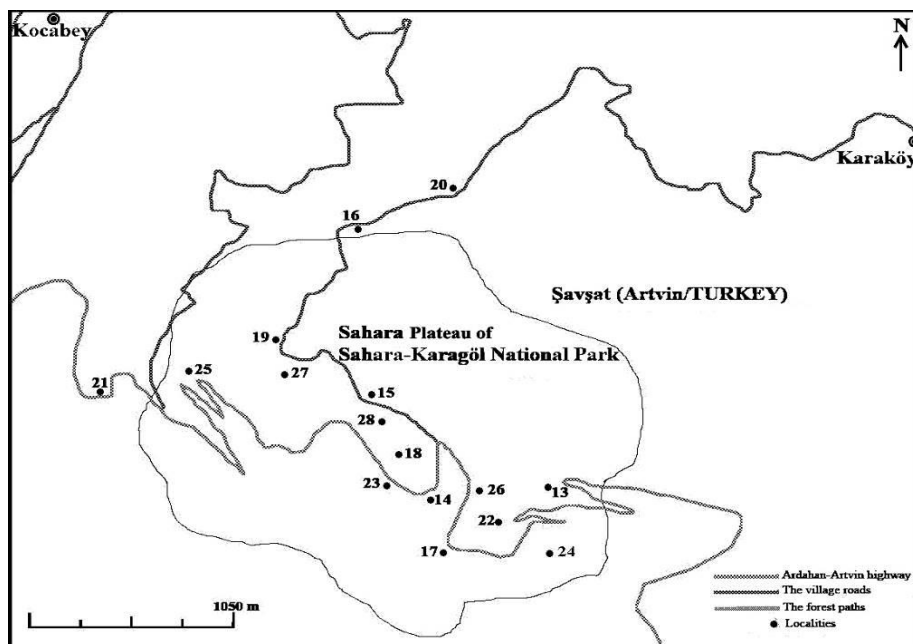 Kocabey
N
Karaköy
20
16
Şavşat (Artvin/TURKEY)
19
Sahara Plateau of
Sahara-Karagöl National Park
21
25
27
15
28
18
23
14
26
13
22
17
24
1050 m
Ardahan-Artvin highway
The village roads
The forest paths
Localities